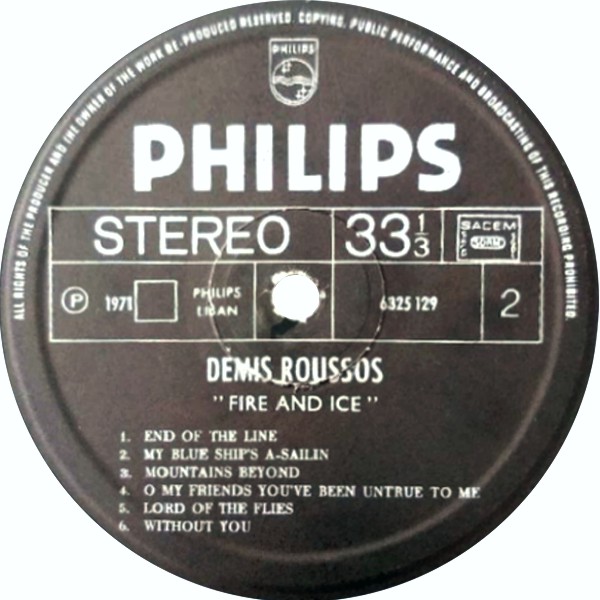 ALL RIGHTS OF THE PRODUCER AND THE OWNER OF THE WORK RE-PRODUCED RESERVED. COPYING, PUBLIC PERFORMANCE AND BROADCASTING OF THIS RECORDING PROHIBITED.
PHILIPS
PHILIPS
STEREO 33 1/3 SACEM
Ⓟ 1971 PHILIPS 6325 129 2
DEMIS ROUSSOS
"FIRE AND ICE"
1. END OF THE LINE
2. MY BLUE SHIP'S A-SAILIN
3. MOUNTAINS BEYOND
4. O MY FRIENDS YOU'VE BEEN UNTRUE TO ME
5. LORD OF THE FLIES
6. WITHOUT YOU